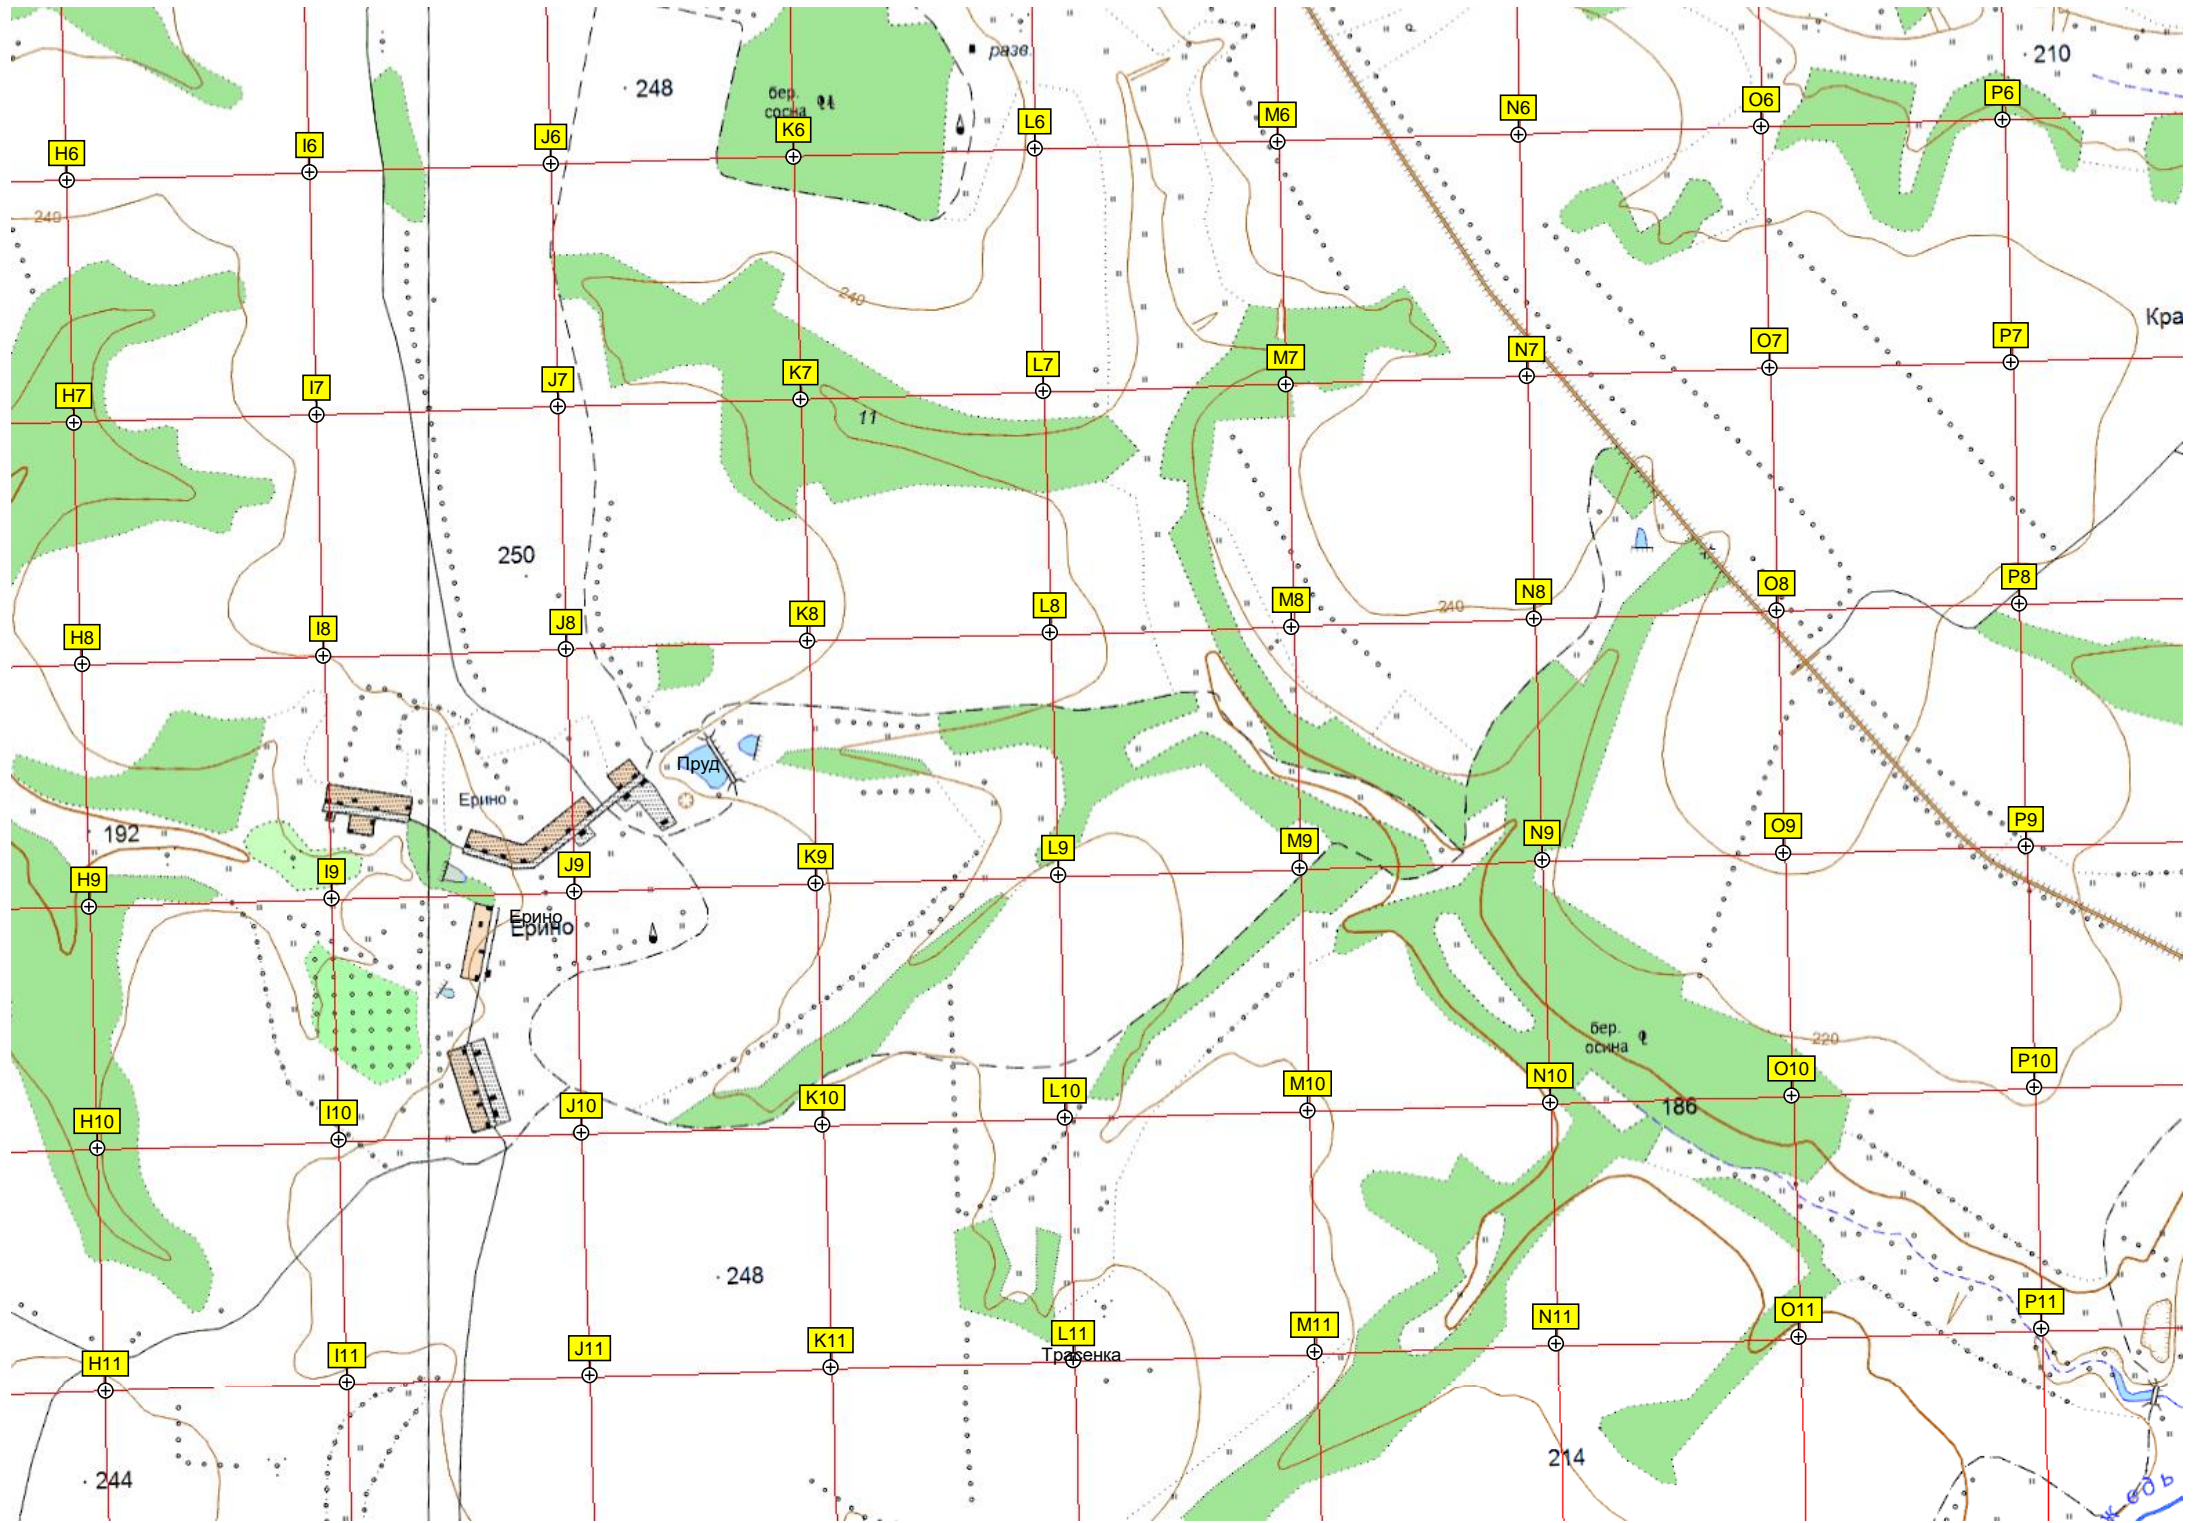 210
разв.
248
бер.
сосна
H6
I6
J6
K6
L6
M6
N6
O6
P6
240
240
Кра
H7
I7
J7
K7
L7
M7
N7
O7
P7
11
250
H8
I8
J8
K8
L8
M8
240
N8
O8
P8
Пруд
Ерино
192
H9
I9
J9
K9
L9
M9
N9
O9
P9
Ерино
Ерино
бер.
осина
220
H10
I10
J10
K10
L10
M10
N10
O10
P10
186
248
H11
I11
J11
K11
L11
M11
N11
O11
P11
Трасенка
244
214